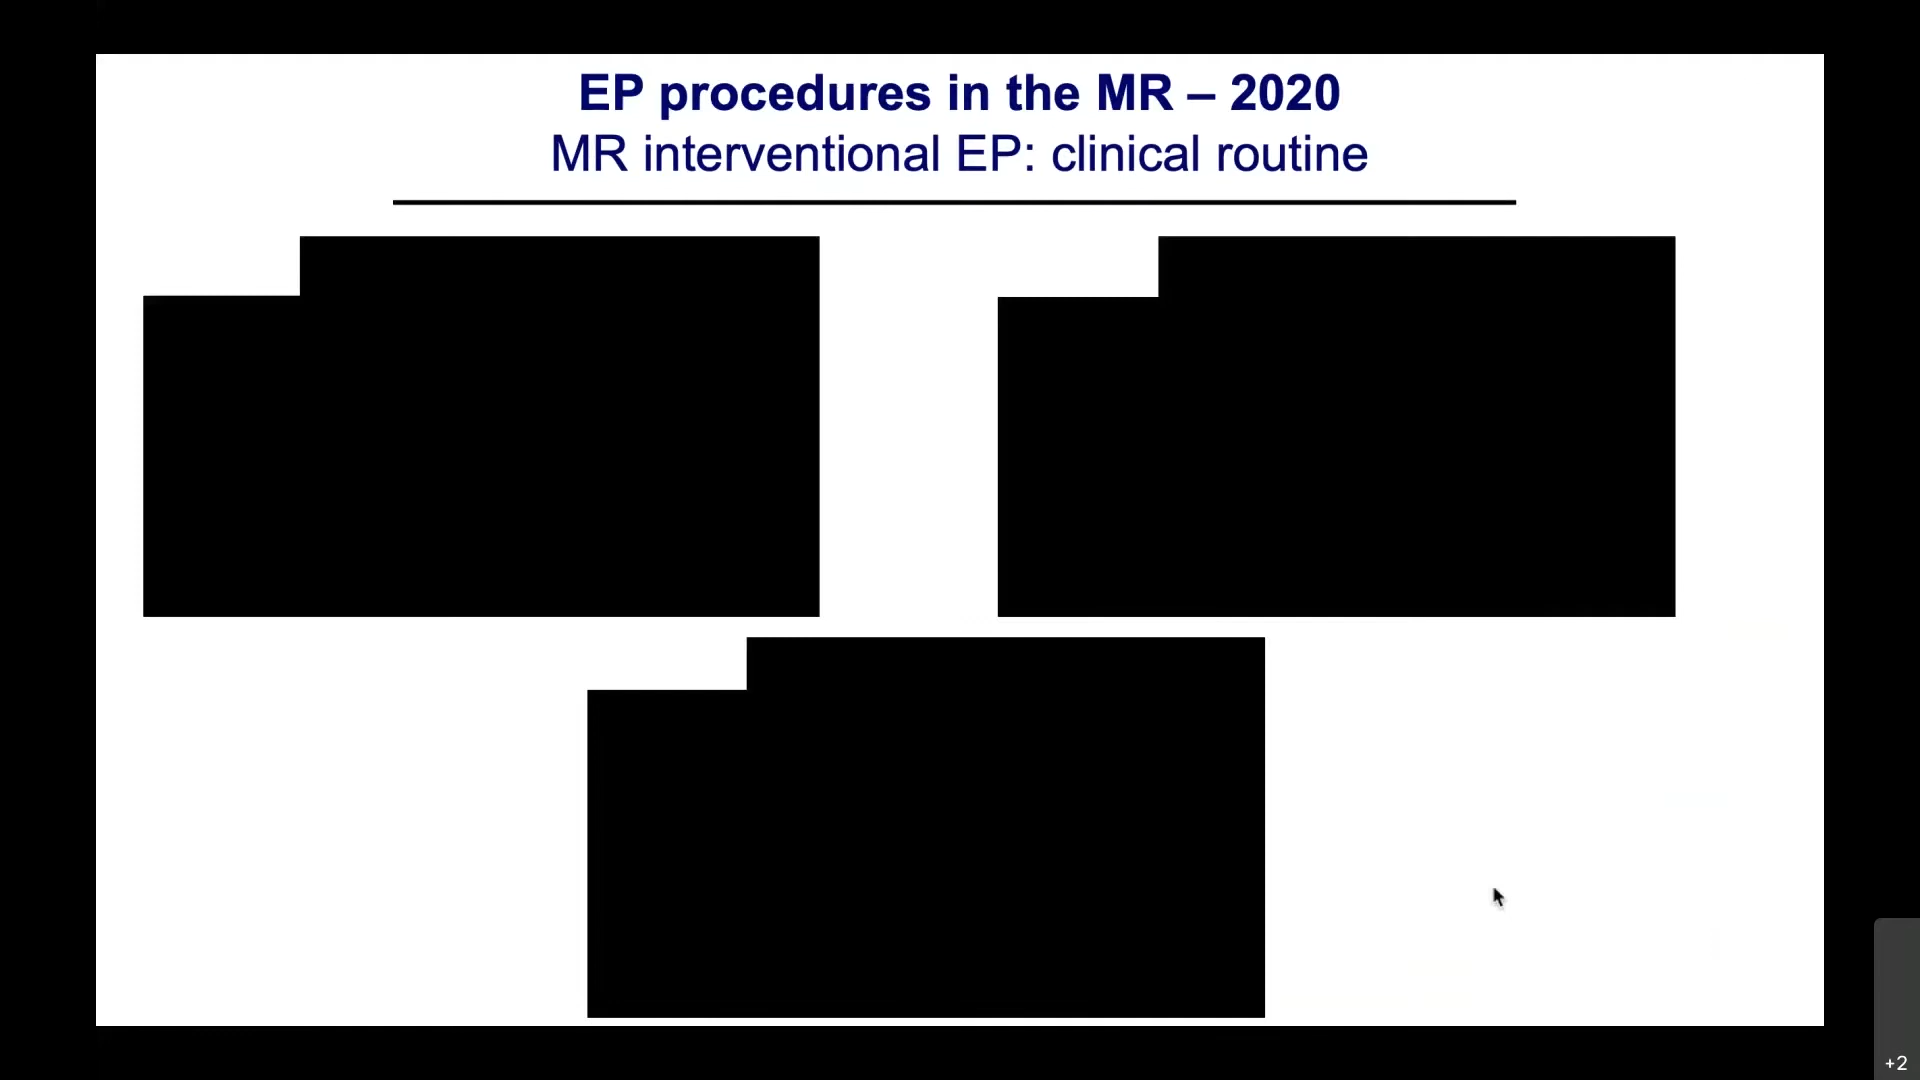 EP procedures in the MR – 2020
MR interventional EP: clinical routine
+2